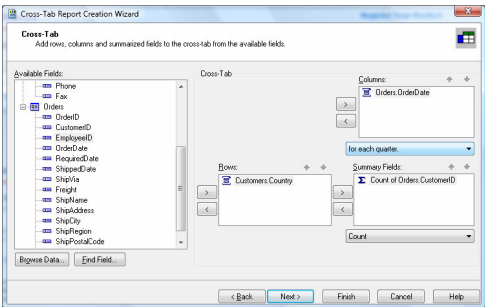 Cross-Tab Report Creation Wizard
Cross-Tab
Add rows, columns and summarized fields to the cross-tab from the available fields.
Available Fields:
Phone
Fax
Orders
OrderID
CustomerID
EmployeeID
OrderDate
RequiredDate
ShippedDate
ShipVia
Freight
ShipName
ShipAddress
ShipCity
ShipRegion
ShipPostalCode
Browse Data...
Find Field...
Cross-Tab
Columns:
Orders.OrderDate
>
<
for each quarter.
Rows:
Customers.Country
>
<
Summary Fields:
Σ Count of Orders.CustomerID
>
<
Count
< Back
Next >
Finish
Cancel
Help